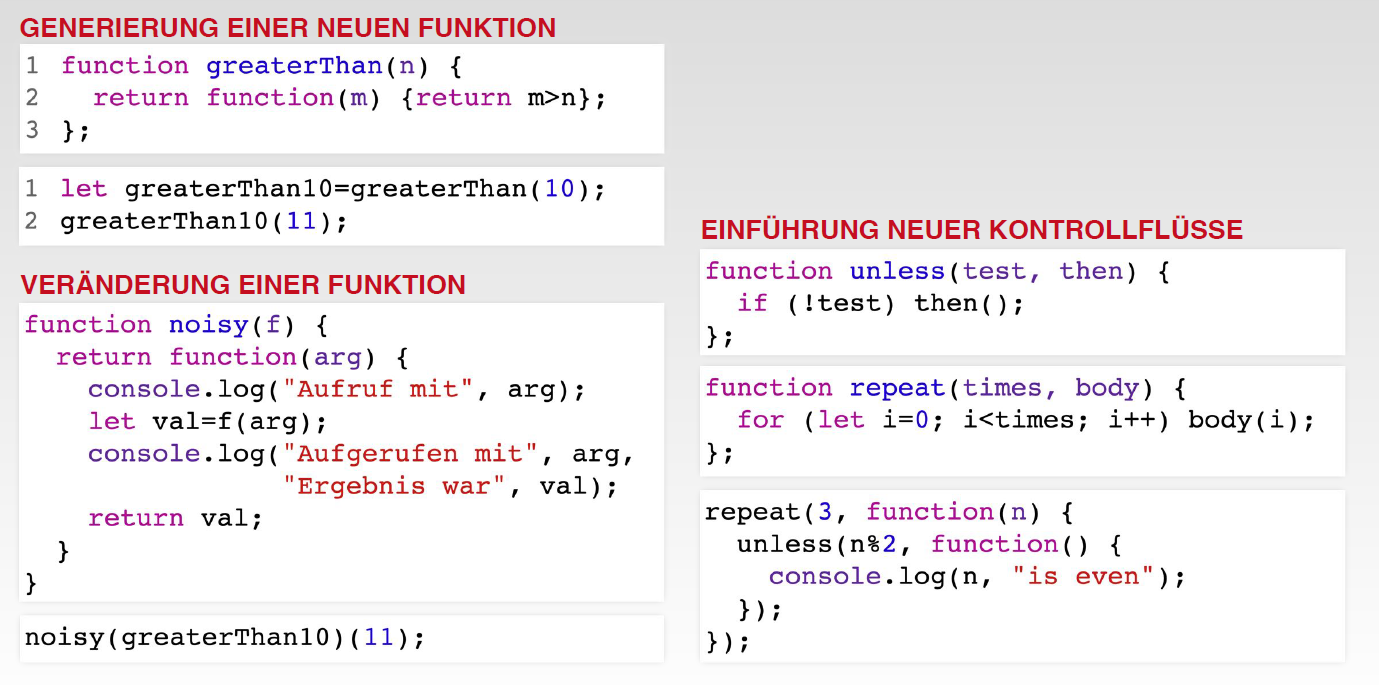 GENERIERUNG EINER NEUEN FUNKTION
1 function greaterThan(n) {
2   return function(m) {return m>n};
3 };
1 let greaterThan10=greaterThan(10);
2 greaterThan10(11);
VERÄNDERUNG EINER FUNKTION
function noisy(f) {
  return function(arg) {
    console.log("Aufruf mit", arg);
    let val=f(arg);
    console.log("Aufgerufen mit", arg,
                "Ergebnis war", val);
    return val;
  }
}
noisy(greaterThan10)(11);
EINFÜHRUNG NEUER KONTROLLFLÜSSE
function unless(test, then) {
  if (!test) then();
};
function repeat(times, body) {
  for (let i=0; i<times; i++) body(i);
};
repeat(3, function(n) {
  unless(n%2, function() {
    console.log(n, "is even");
  });
});